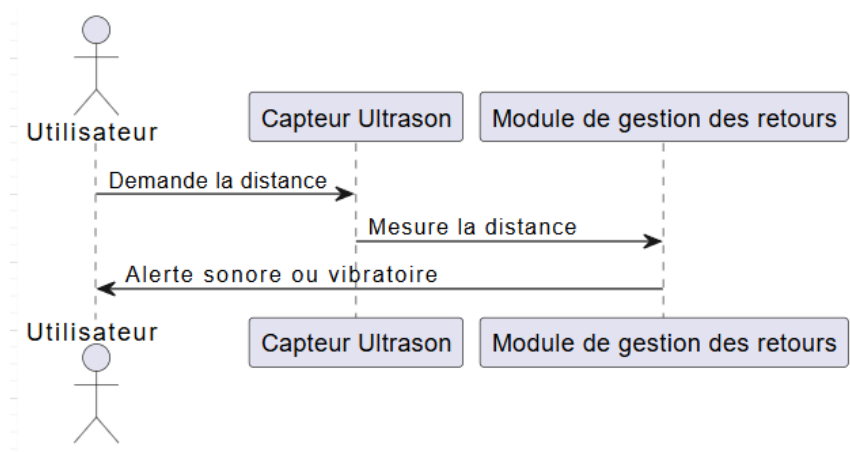 Utilisateur
Capteur Ultrason
Module de gestion des retours
Demande la distance
Mesure la distance
Alerte sonore ou vibratoire
Utilisateur
Capteur Ultrason
Module de gestion des retours